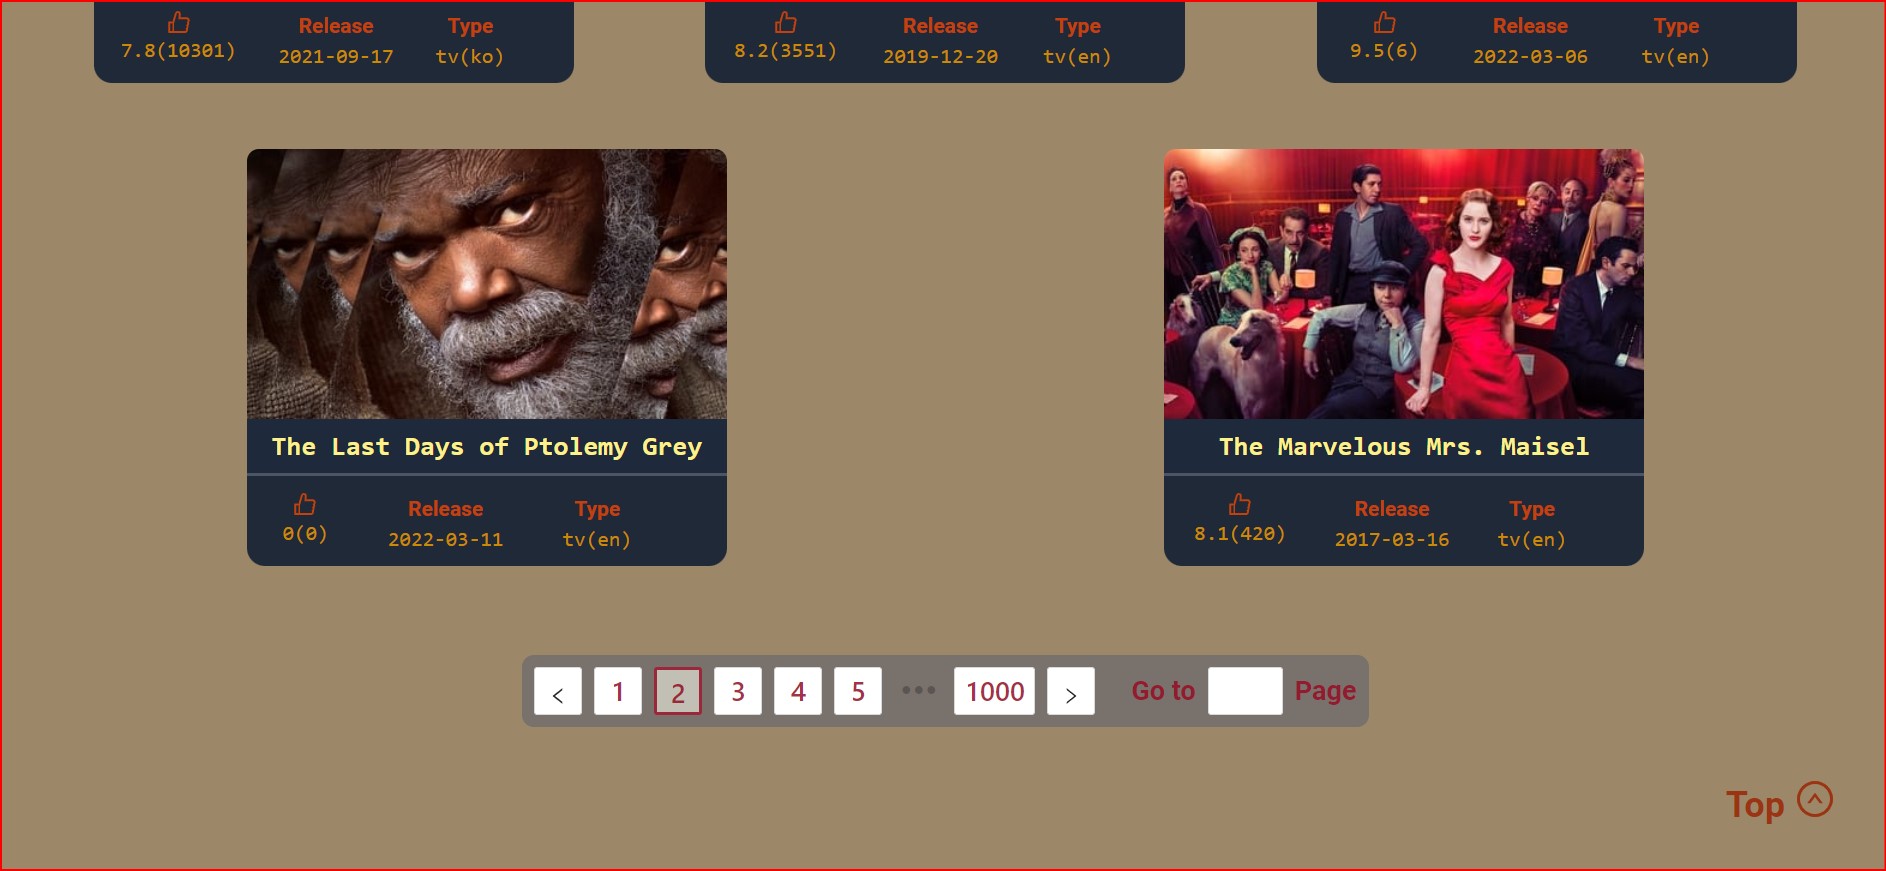 Release Type Release Type Release Type
7.8(10301) 2021-09-17 tv(ko) 8.2(3551) 2019-12-20 tv(en) 9.5(6) 2022-03-06 tv(en)
The Last Days of Ptolemy Grey
Release Type
0(0) 2022-03-11 tv(en)
The Marvelous Mrs. Maisel
Release Type
8.1(420) 2017-03-16 tv(en)
< 1 2 3 4 5 ••• 1000 > Go to Page
Top